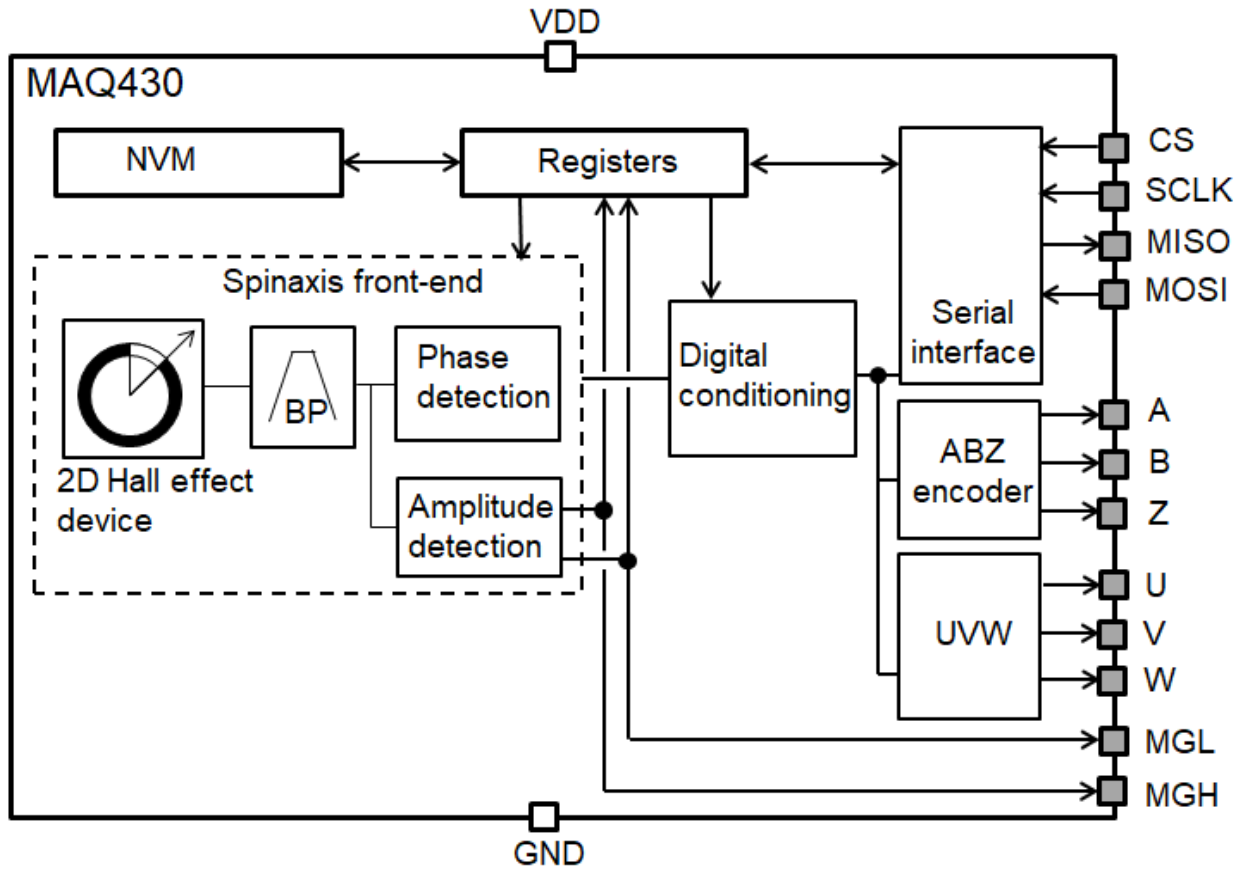 VDD
MAQ430
NVM
Registers
CS
SCLK
MISO
MOSI
Serial
interface
Spinaxis front-end
BP
Phase
detection
Digital
conditioning
2D Hall effect
device
Amplitude
detection
ABZ
encoder
A
B
Z
UVW
U
V
W
MGL
MGH
GND